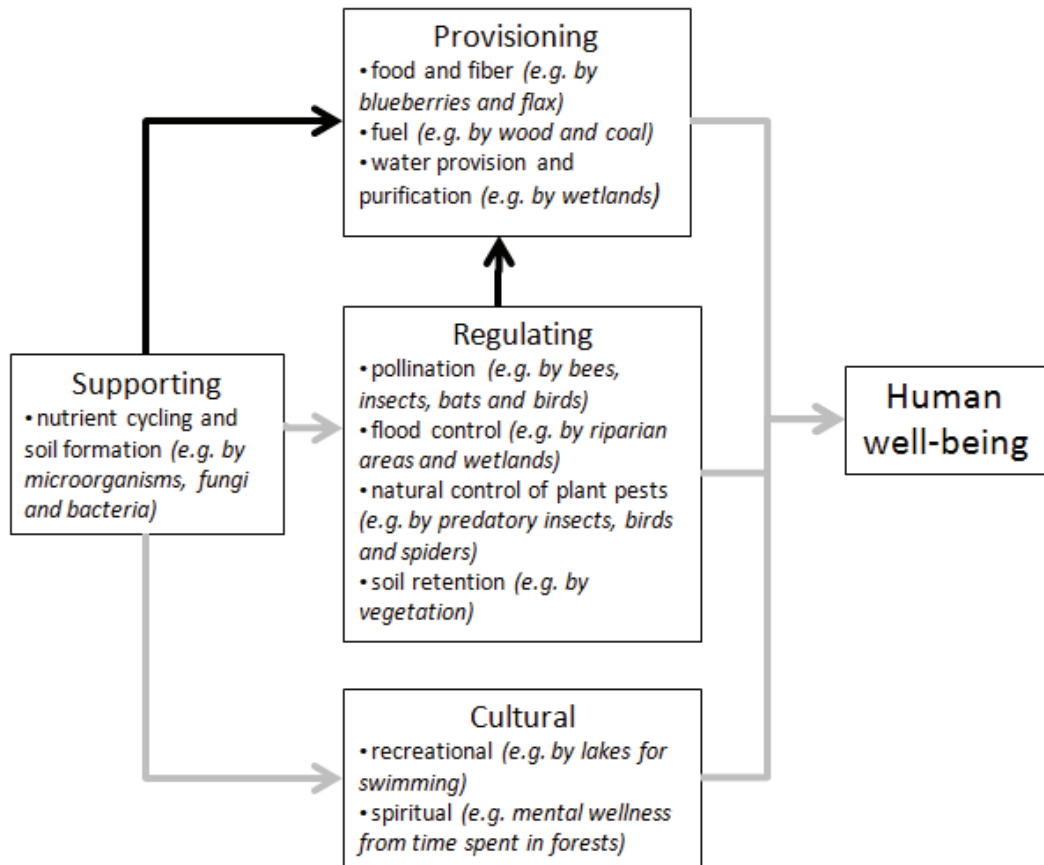 Provisioning
•food and fiber (e.g. by
blueberries and flax)
•fuel (e.g. by wood and coal)
•water provision and
purification (e.g. by wetlands)
Regulating
•pollination (e.g. by bees,
insects, bats and birds)
•flood control (e.g. by riparian
areas and wetlands)
•natural control of plant pests
(e.g. by predatory insects, birds
and spiders)
•soil retention (e.g. by
vegetation)
Supporting
•nutrient cycling and
soil formation (e.g. by
microorganisms, fungi
and bacteria)
Human
well-being
Cultural
•recreational (e.g. by lakes for
swimming)
•spiritual (e.g. mental wellness
from time spent in forests)